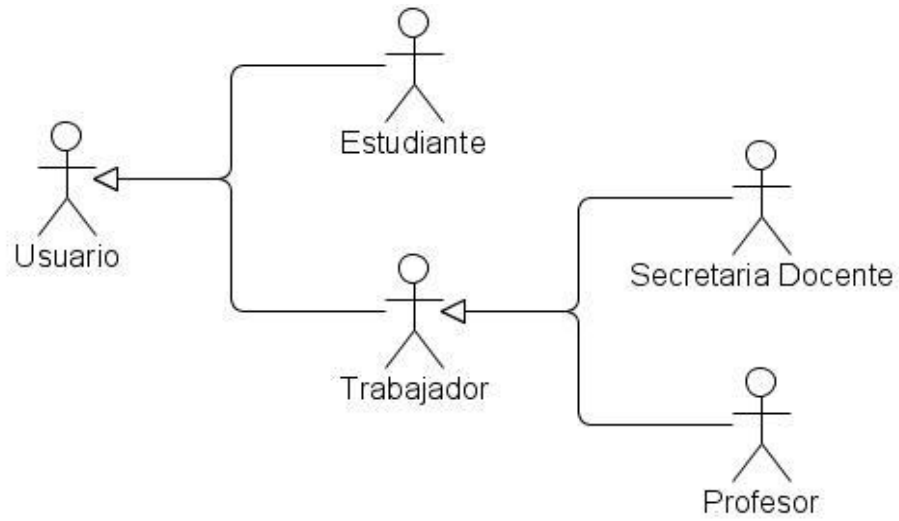 Estudiante
Usuario
Secretaria Docente
Trabajador
Profesor